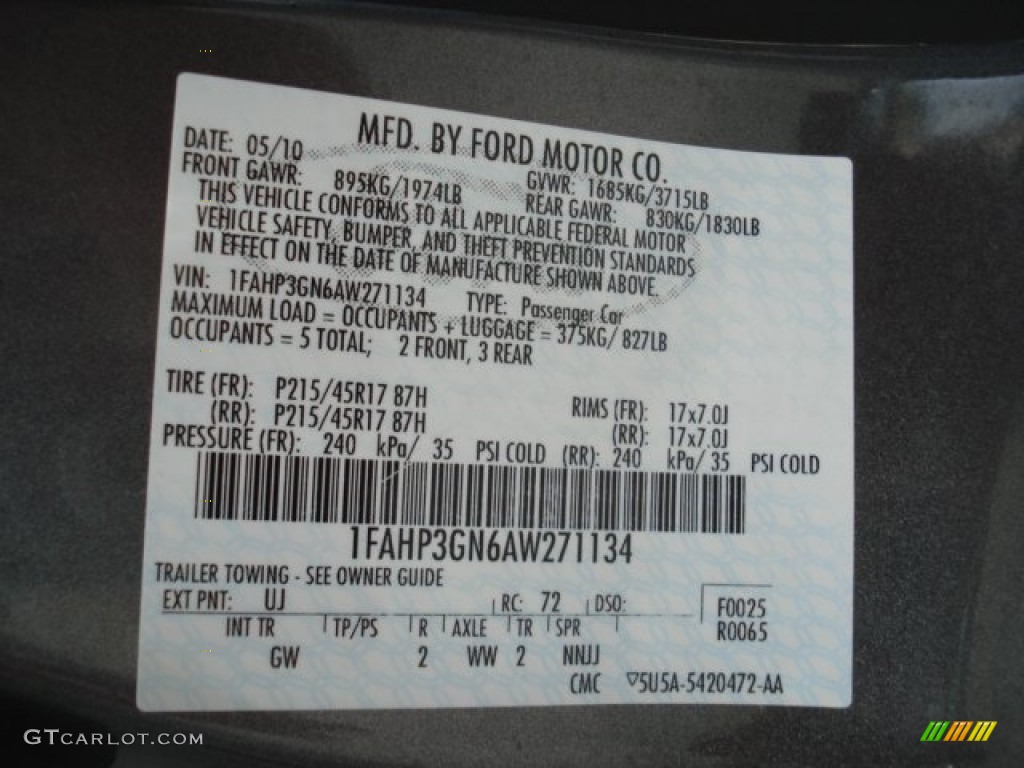 MFD. BY FORD MOTOR CO.
DATE: 05/10 GVWR: 1685KG/3715LB
FRONT GAWR: 895KG/1974LB REAR GAWR: 830KG/1830LB
THIS VEHICLE CONFORMS TO ALL APPLICABLE FEDERAL MOTOR
VEHICLE SAFETY, BUMPER, AND THEFT PREVENTION STANDARDS
IN EFFECT ON THE DATE OF MANUFACTURE SHOWN ABOVE.
VIN: 1FAHP3GN6AW271134 TYPE: Passenger Car
MAXIMUM LOAD = OCCUPANTS + LUGGAGE = 375KG/ 827LB
OCCUPANTS = 5 TOTAL; 2 FRONT, 3 REAR
TIRE (FR): P215/45R17 87H RIMS (FR): 17x7.0J
(RR): P215/45R17 87H (RR): 17x7.0J
PRESSURE (FR): 240 kPa/ 35 PSI COLD (RR): 240 kPa/ 35 PSI COLD
1FAHP3GN6AW271134
TRAILER TOWING - SEE OWNER GUIDE
EXT PNT: UJ RC: 72 DSO: F0025
R0065
INT TR TP/PS R AXLE TR SPR
GW 2 WW 2 NNJJ
CMC 5U5A-5420472-AA
GTCARLOT.COM